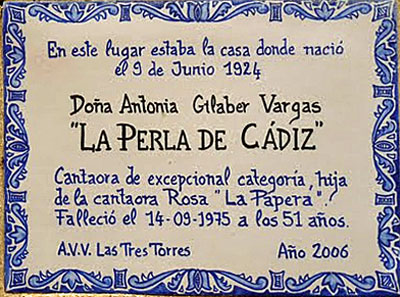 En este lugar estaba la casa donde nació
el 9 de Junio 1924
Doña Antonia Gilaber Vargas
"LA PERLA DE CÁDIZ"
Cantaora de excepcional categoría, hija
de la cantaora Rosa "La Papera".
Falleció el 14-09-1975 a los 51 años.
A.V.V. Las Tres Torres Año 2006